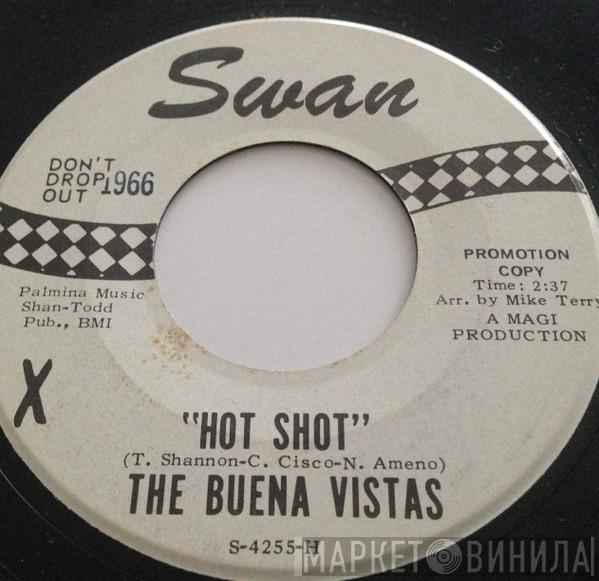 Swan
DON'T
DROP
OUT
1966
PROMOTION
COPY
Time: 2:37
Arr. by Mike Terry
A MAGI
PRODUCTION
Palmina Music
Shan-Todd
Pub., BMI
X
"HOT SHOT"
(T. Shannon-C. Cisco-N. Ameno)
THE BUENA VISTAS
S-4255-H
МАРКЕТ ВИНИЛА